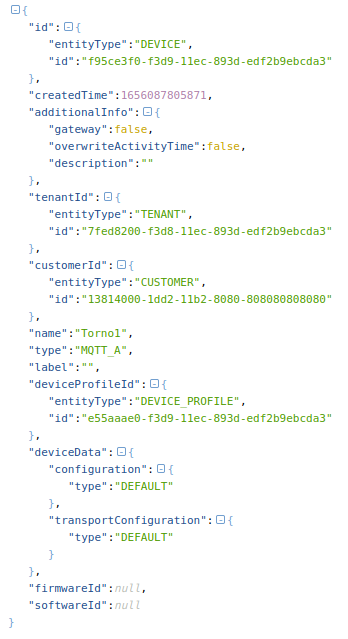 {
"id":{
"entityType":"DEVICE",
"id":"f95ce3f0-f3d9-11ec-893d-edf2b9ebcda3"
},
"createdTime":1656087805871,
"additionalInfo":{
"gateway":false,
"overwriteActivityTime":false,
"description":""
},
"tenantId":{
"entityType":"TENANT",
"id":"7fed8200-f3d8-11ec-893d-edf2b9ebcda3"
},
"customerId":{
"entityType":"CUSTOMER",
"id":"13814000-1dd2-11b2-8080-808080808080"
},
"name":"Torno1",
"type":"MQTT_A",
"label":"",
"deviceProfileId":{
"entityType":"DEVICE_PROFILE",
"id":"e55aaae0-f3d9-11ec-893d-edf2b9ebcda3"
},
"deviceData":{
"configuration":{
"type":"DEFAULT"
},
"transportConfiguration":{
"type":"DEFAULT"
}
},
"firmwareId":null,
"softwareId":null
}